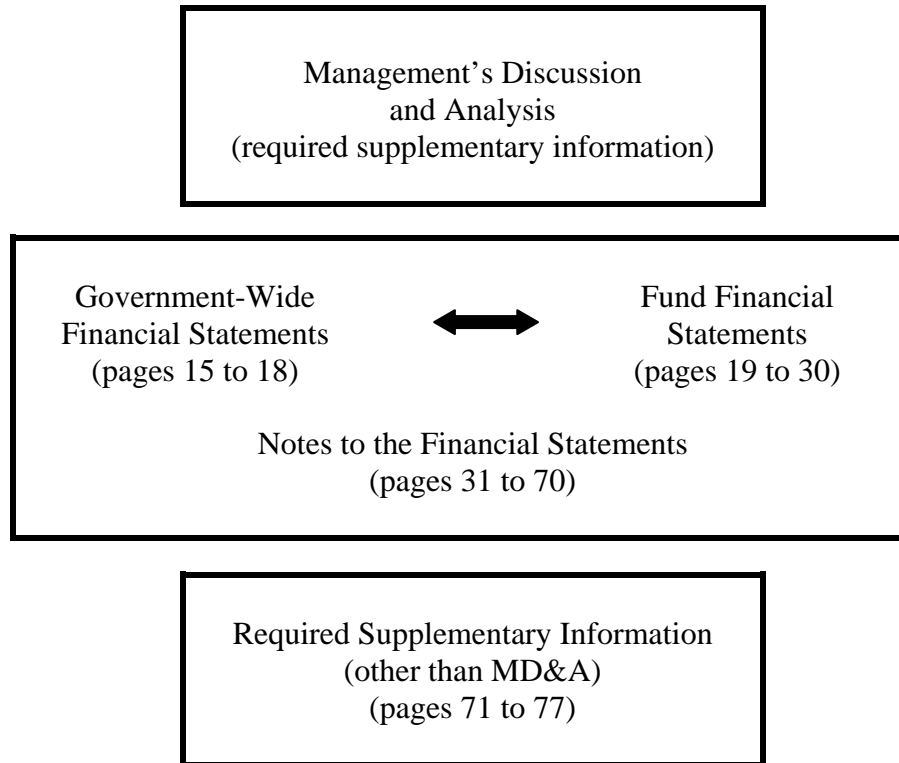 Management’s Discussion
and Analysis
(required supplementary information)
Government-Wide
Financial Statements
(pages 15 to 18)
Fund Financial
Statements
(pages 19 to 30)
Notes to the Financial Statements
(pages 31 to 70)
Required Supplementary Information
(other than MD&A)
(pages 71 to 77)